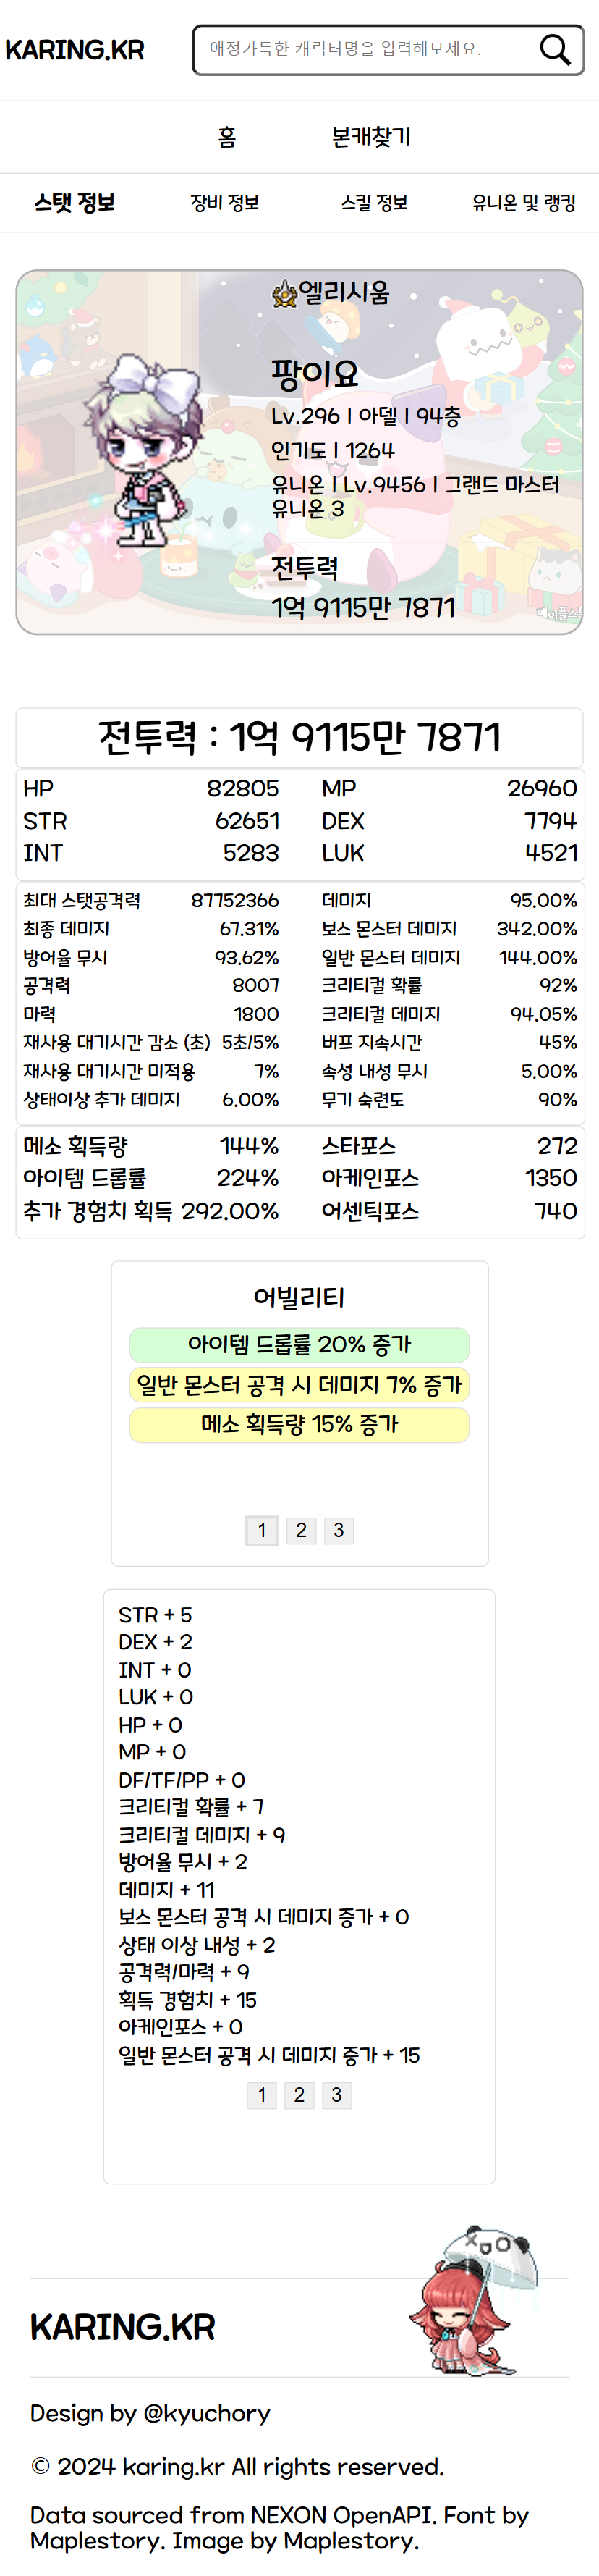 KARING.KR
애정가득한 캐릭터명을 입력해보세요.
홈 본캐찾기
스탯 정보 장비 정보 스킬 정보 유니온 및 랭킹
엘리시움
팡이요
Lv.296 | 아델 | 94층
인기도 | 1264
유니온 | Lv.9456 | 그랜드 마스터
유니온 3
전투력
1억 9115만 7871
전투력 : 1억 9115만 7871
HP 82805 MP 26960
STR 62651 DEX 7794
INT 5283 LUK 4521
최대 스탯공격력 87752366 데미지 95.00%
최종 데미지 67.31% 보스 몬스터 데미지 342.00%
방어율 무시 93.62% 일반 몬스터 데미지 144.00%
공격력 8007 크리티컬 확률 92%
마력 1800 크리티컬 데미지 94.05%
재사용 대기시간 감소 (초) 5초/5% 버프 지속시간 45%
재사용 대기시간 미적용 7% 속성 내성 무시 5.00%
상태이상 추가 데미지 6.00% 무기 숙련도 90%
메소 획득량 144% 스타포스 272
아이템 드롭률 224% 아케인포스 1350
추가 경험치 획득 292.00% 어센틱포스 740
어빌리티
아이템 드롭률 20% 증가
일반 몬스터 공격 시 데미지 7% 증가
메소 획득량 15% 증가
1 2 3
STR + 5
DEX + 2
INT + 0
LUK + 0
HP + 0
MP + 0
DF/TF/PP + 0
크리티컬 확률 + 7
크리티컬 데미지 + 9
방어율 무시 + 2
데미지 + 11
보스 몬스터 공격 시 데미지 증가 + 0
상태 이상 내성 + 2
공격력/마력 + 9
획득 경험치 + 15
아케인포스 + 0
일반 몬스터 공격 시 데미지 증가 + 15
1 2 3
KARING.KR
Design by @kyuchory
© 2024 karing.kr All rights reserved.
Data sourced from NEXON OpenAPI. Font by
Maplestory. Image by Maplestory.